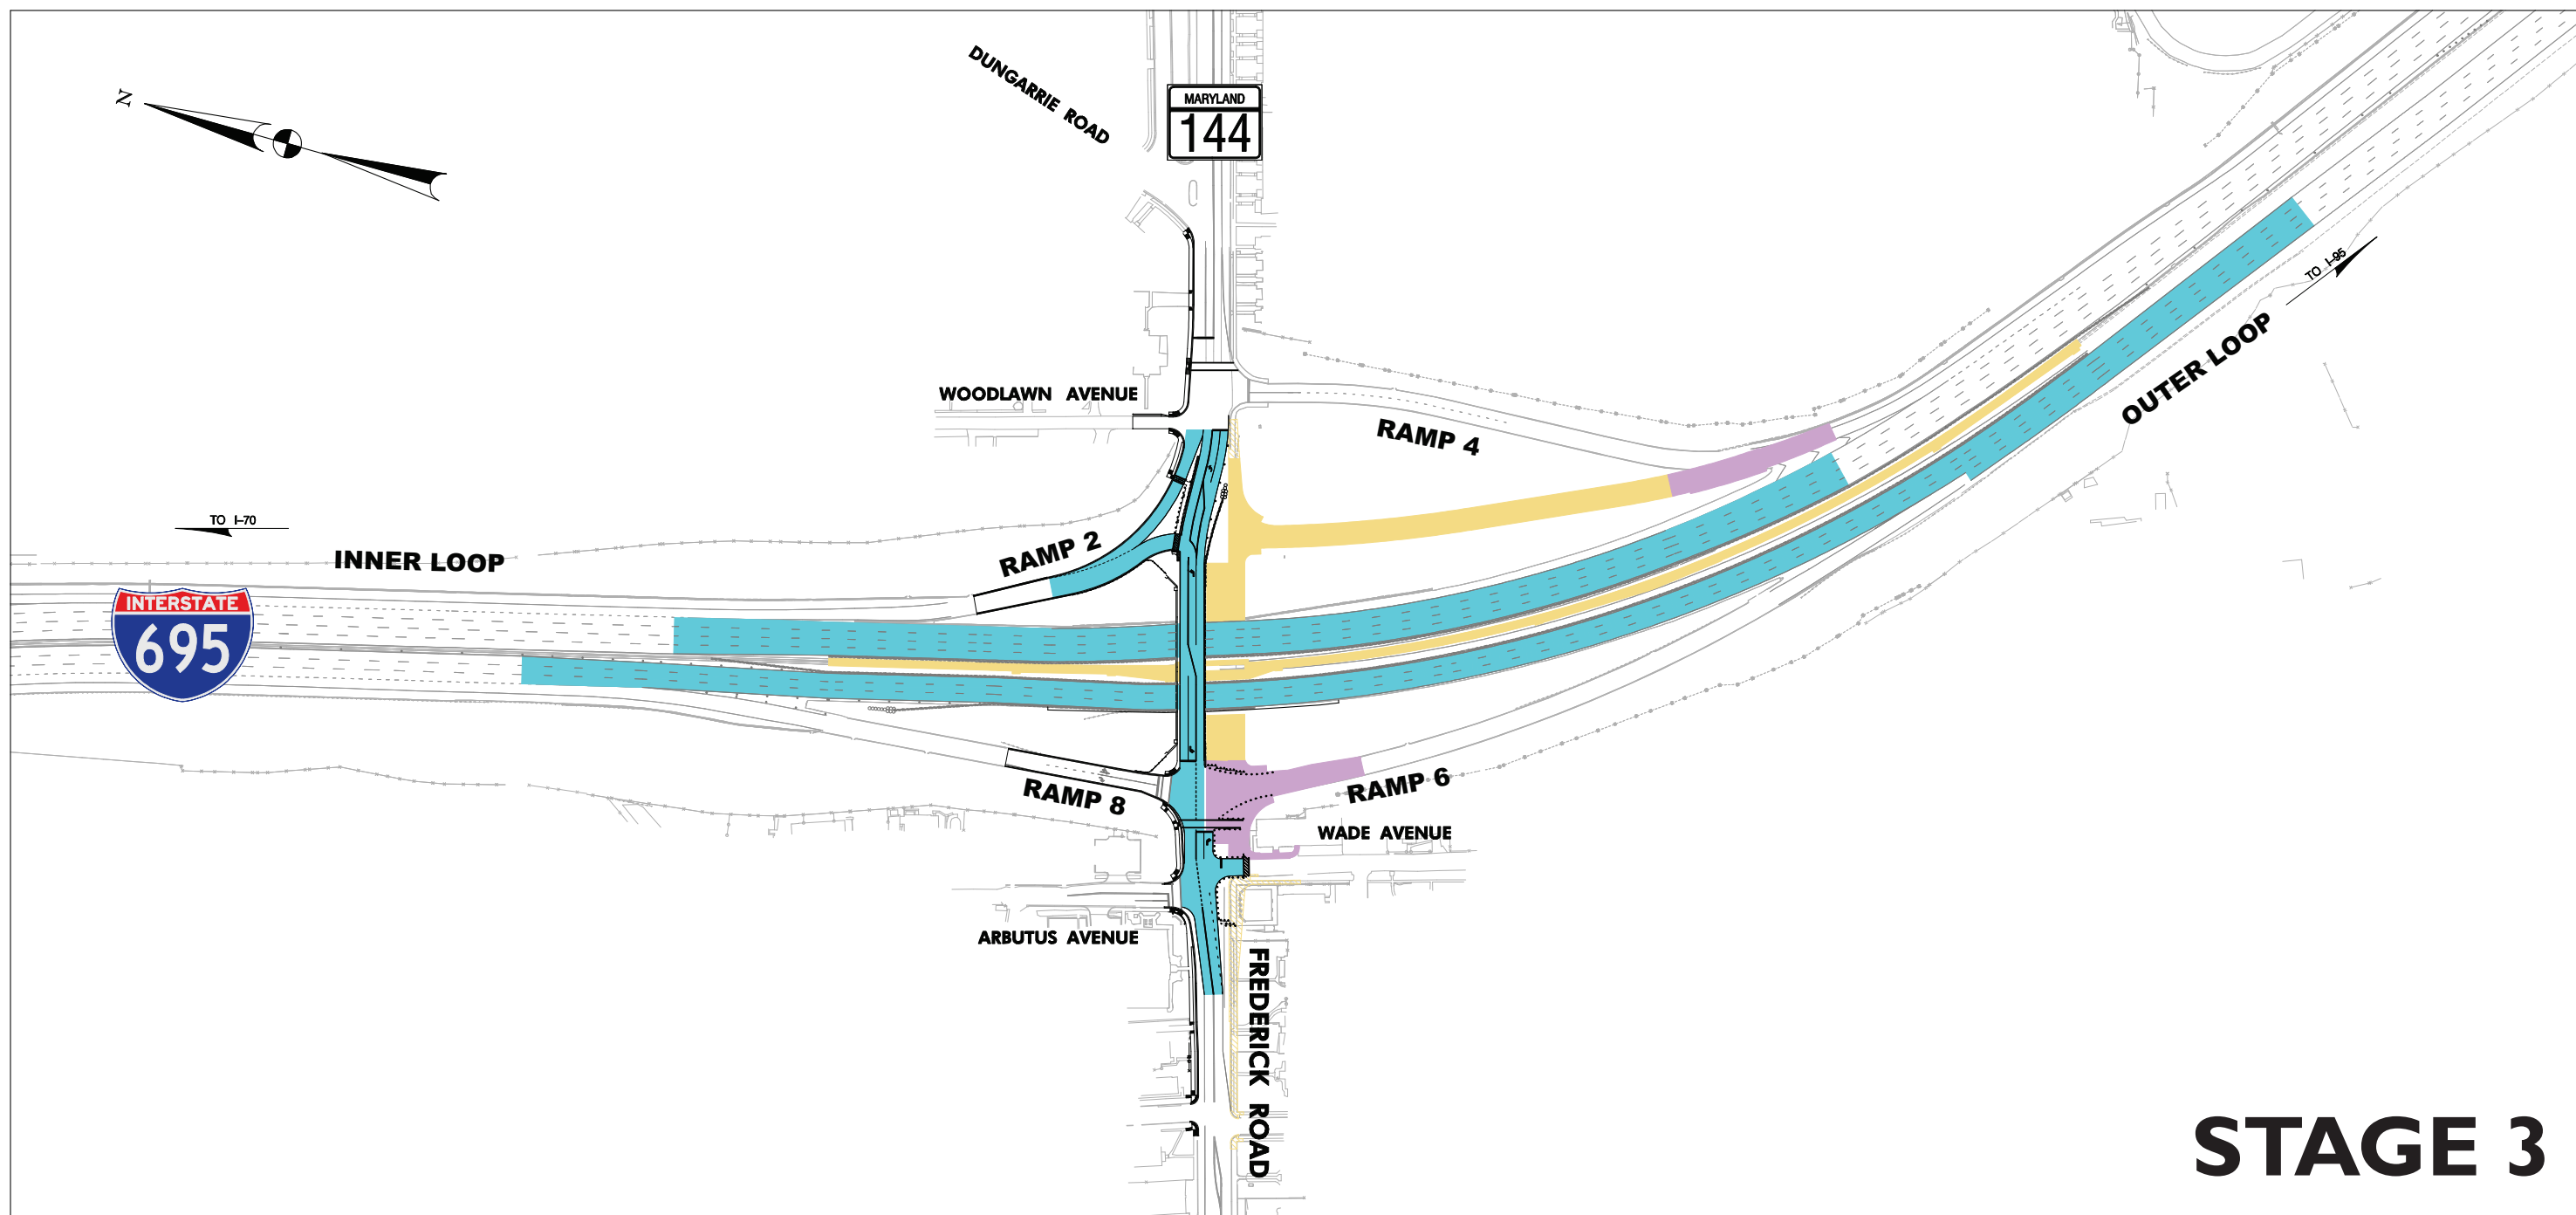 DUNGARRIE ROAD
N
MARYLAND
144
TO I-95
OUTER LOOP
WOODLAWN AVENUE
RAMP 4
TO I-70
INNER LOOP
RAMP 2
INTERSTATE
695
RAMP 8
RAMP 6
WADE AVENUE
ARBUTUS AVENUE
FREDERICK ROAD
STAGE 3